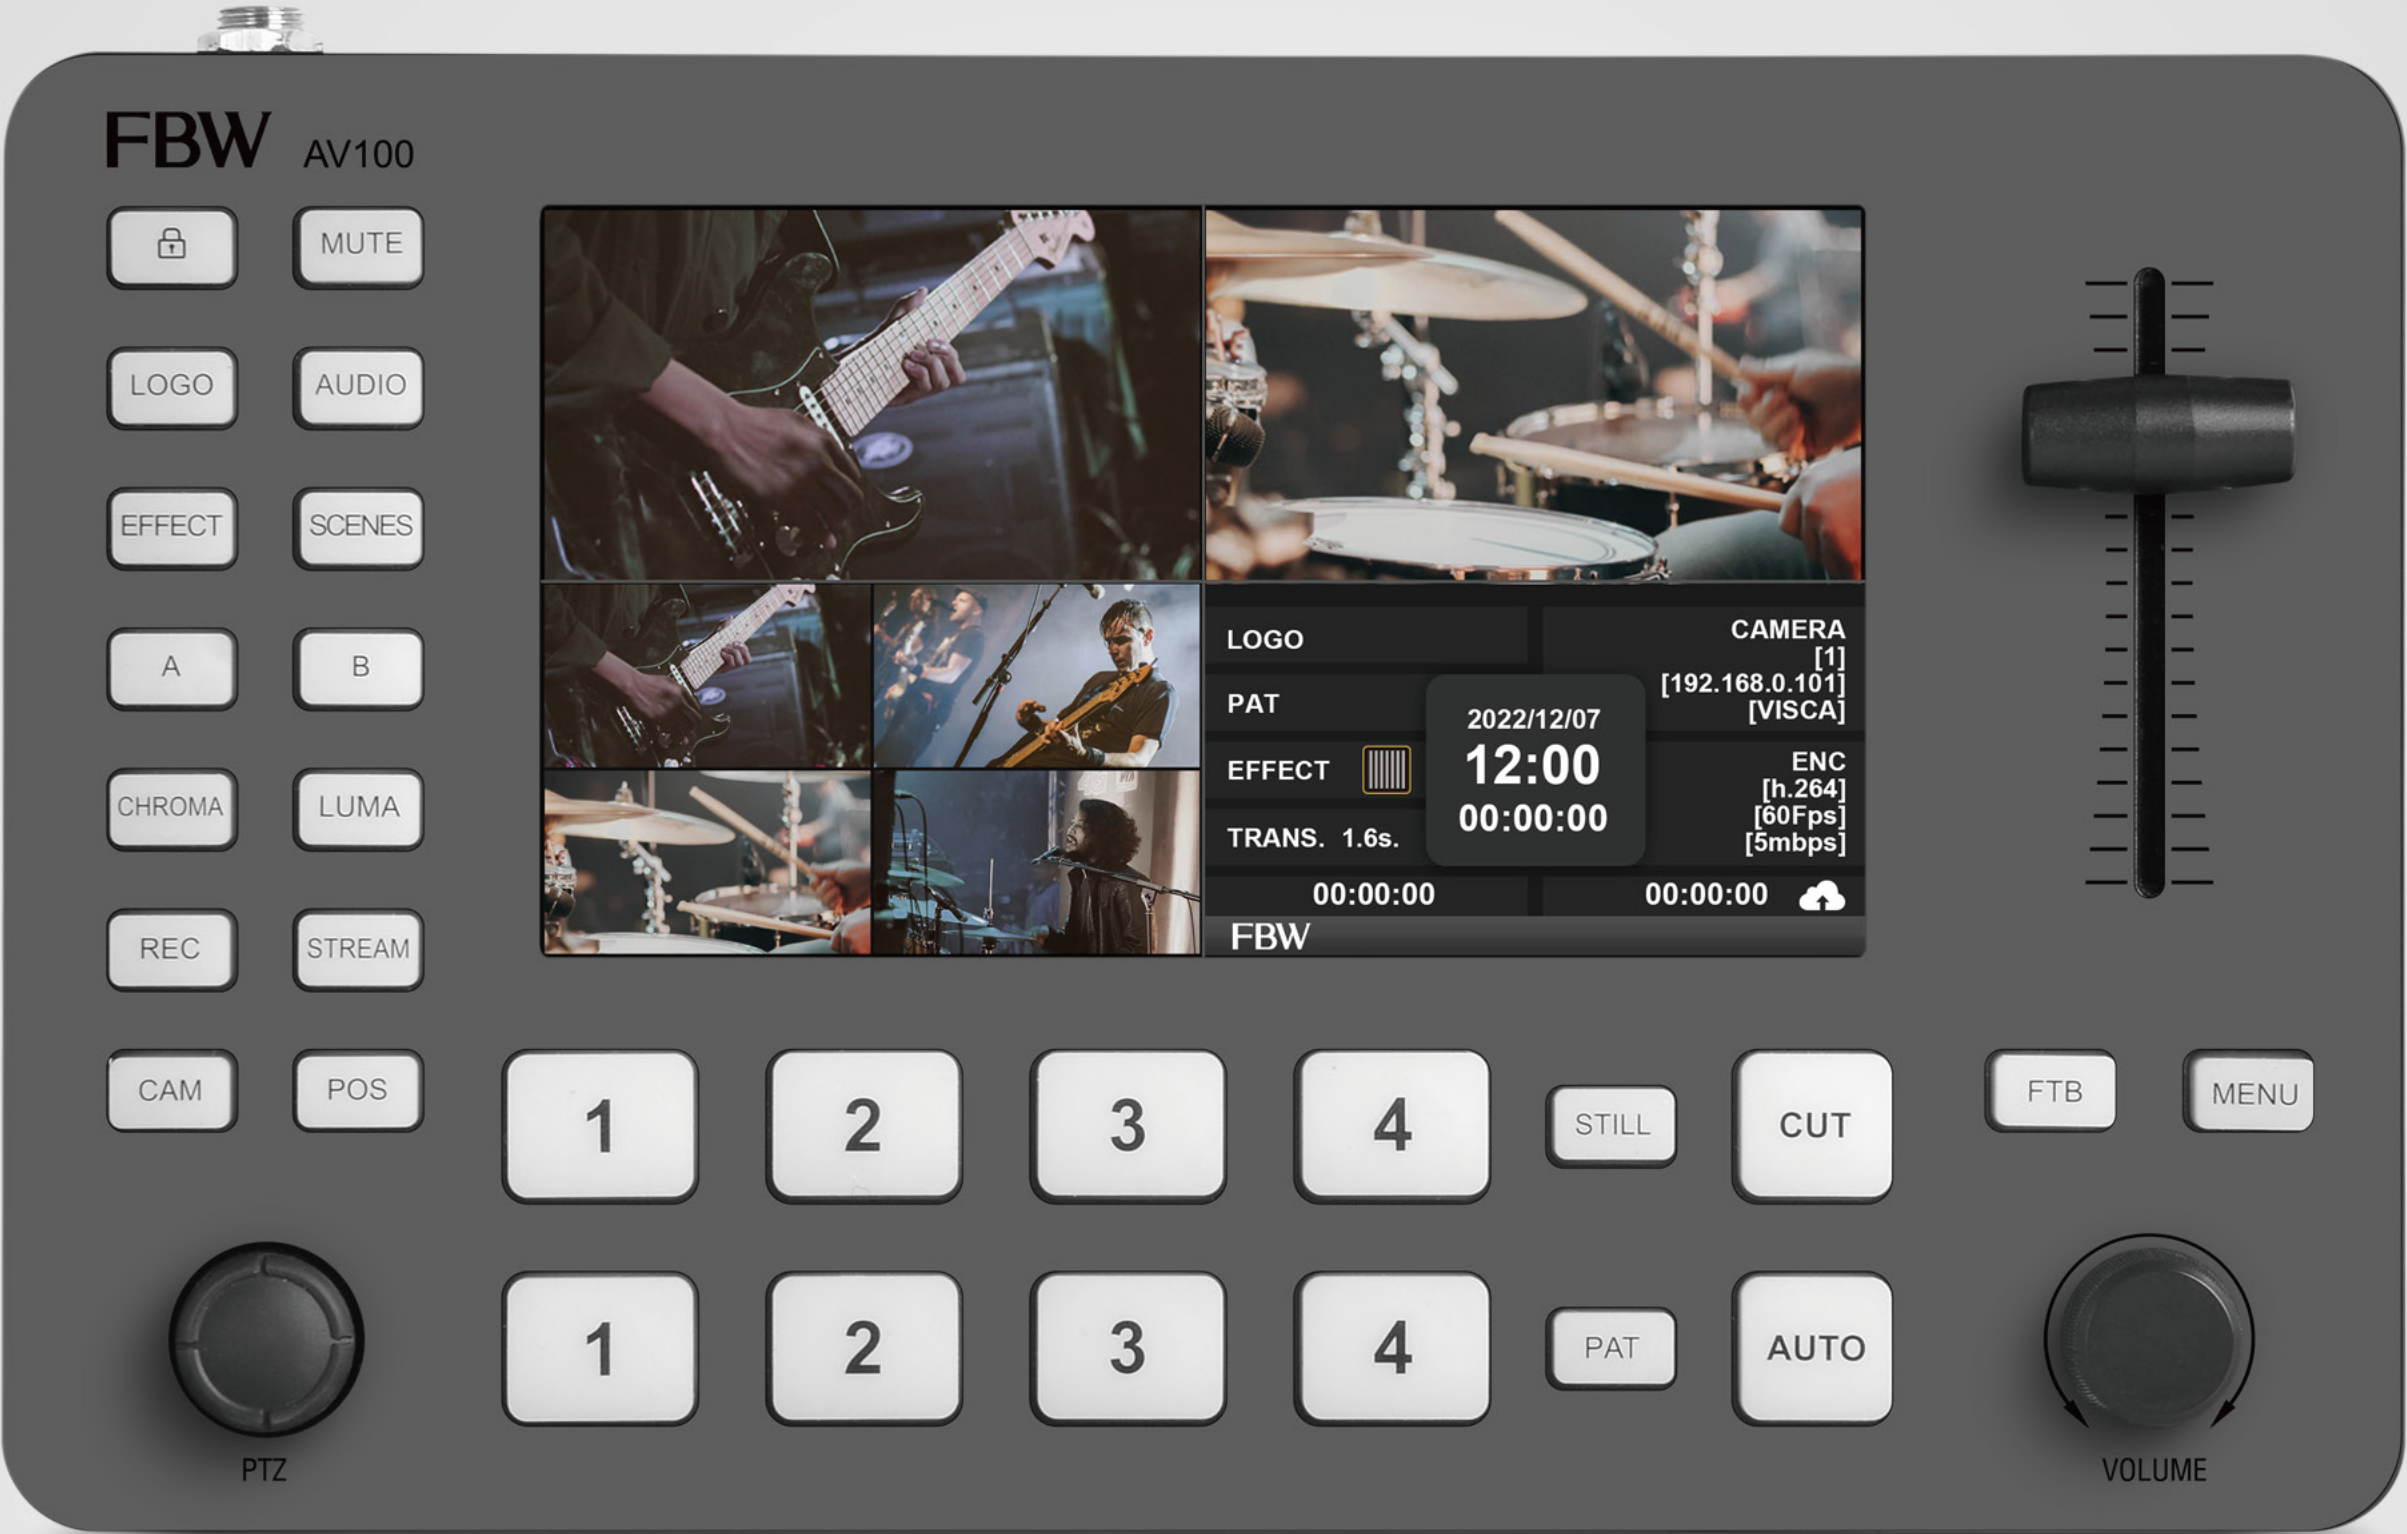 FBW AV100
MUTE
LOGO AUDIO
EFFECT SCENES
A B
CHROMA LUMA
REC STREAM
CAM POS
LOGO
PAT
EFFECT
TRANS. 1.6s.
00:00:00
2022/12/07
12:00
00:00:00
CAMERA
[1]
[192.168.0.101]
[VISCA]
ENC
[h.264]
[60Fps]
[5mbps]
00:00:00
FBW
1 2 3 4 STILL CUT
FTB MENU
1 2 3 4 PAT AUTO
PTZ
VOLUME